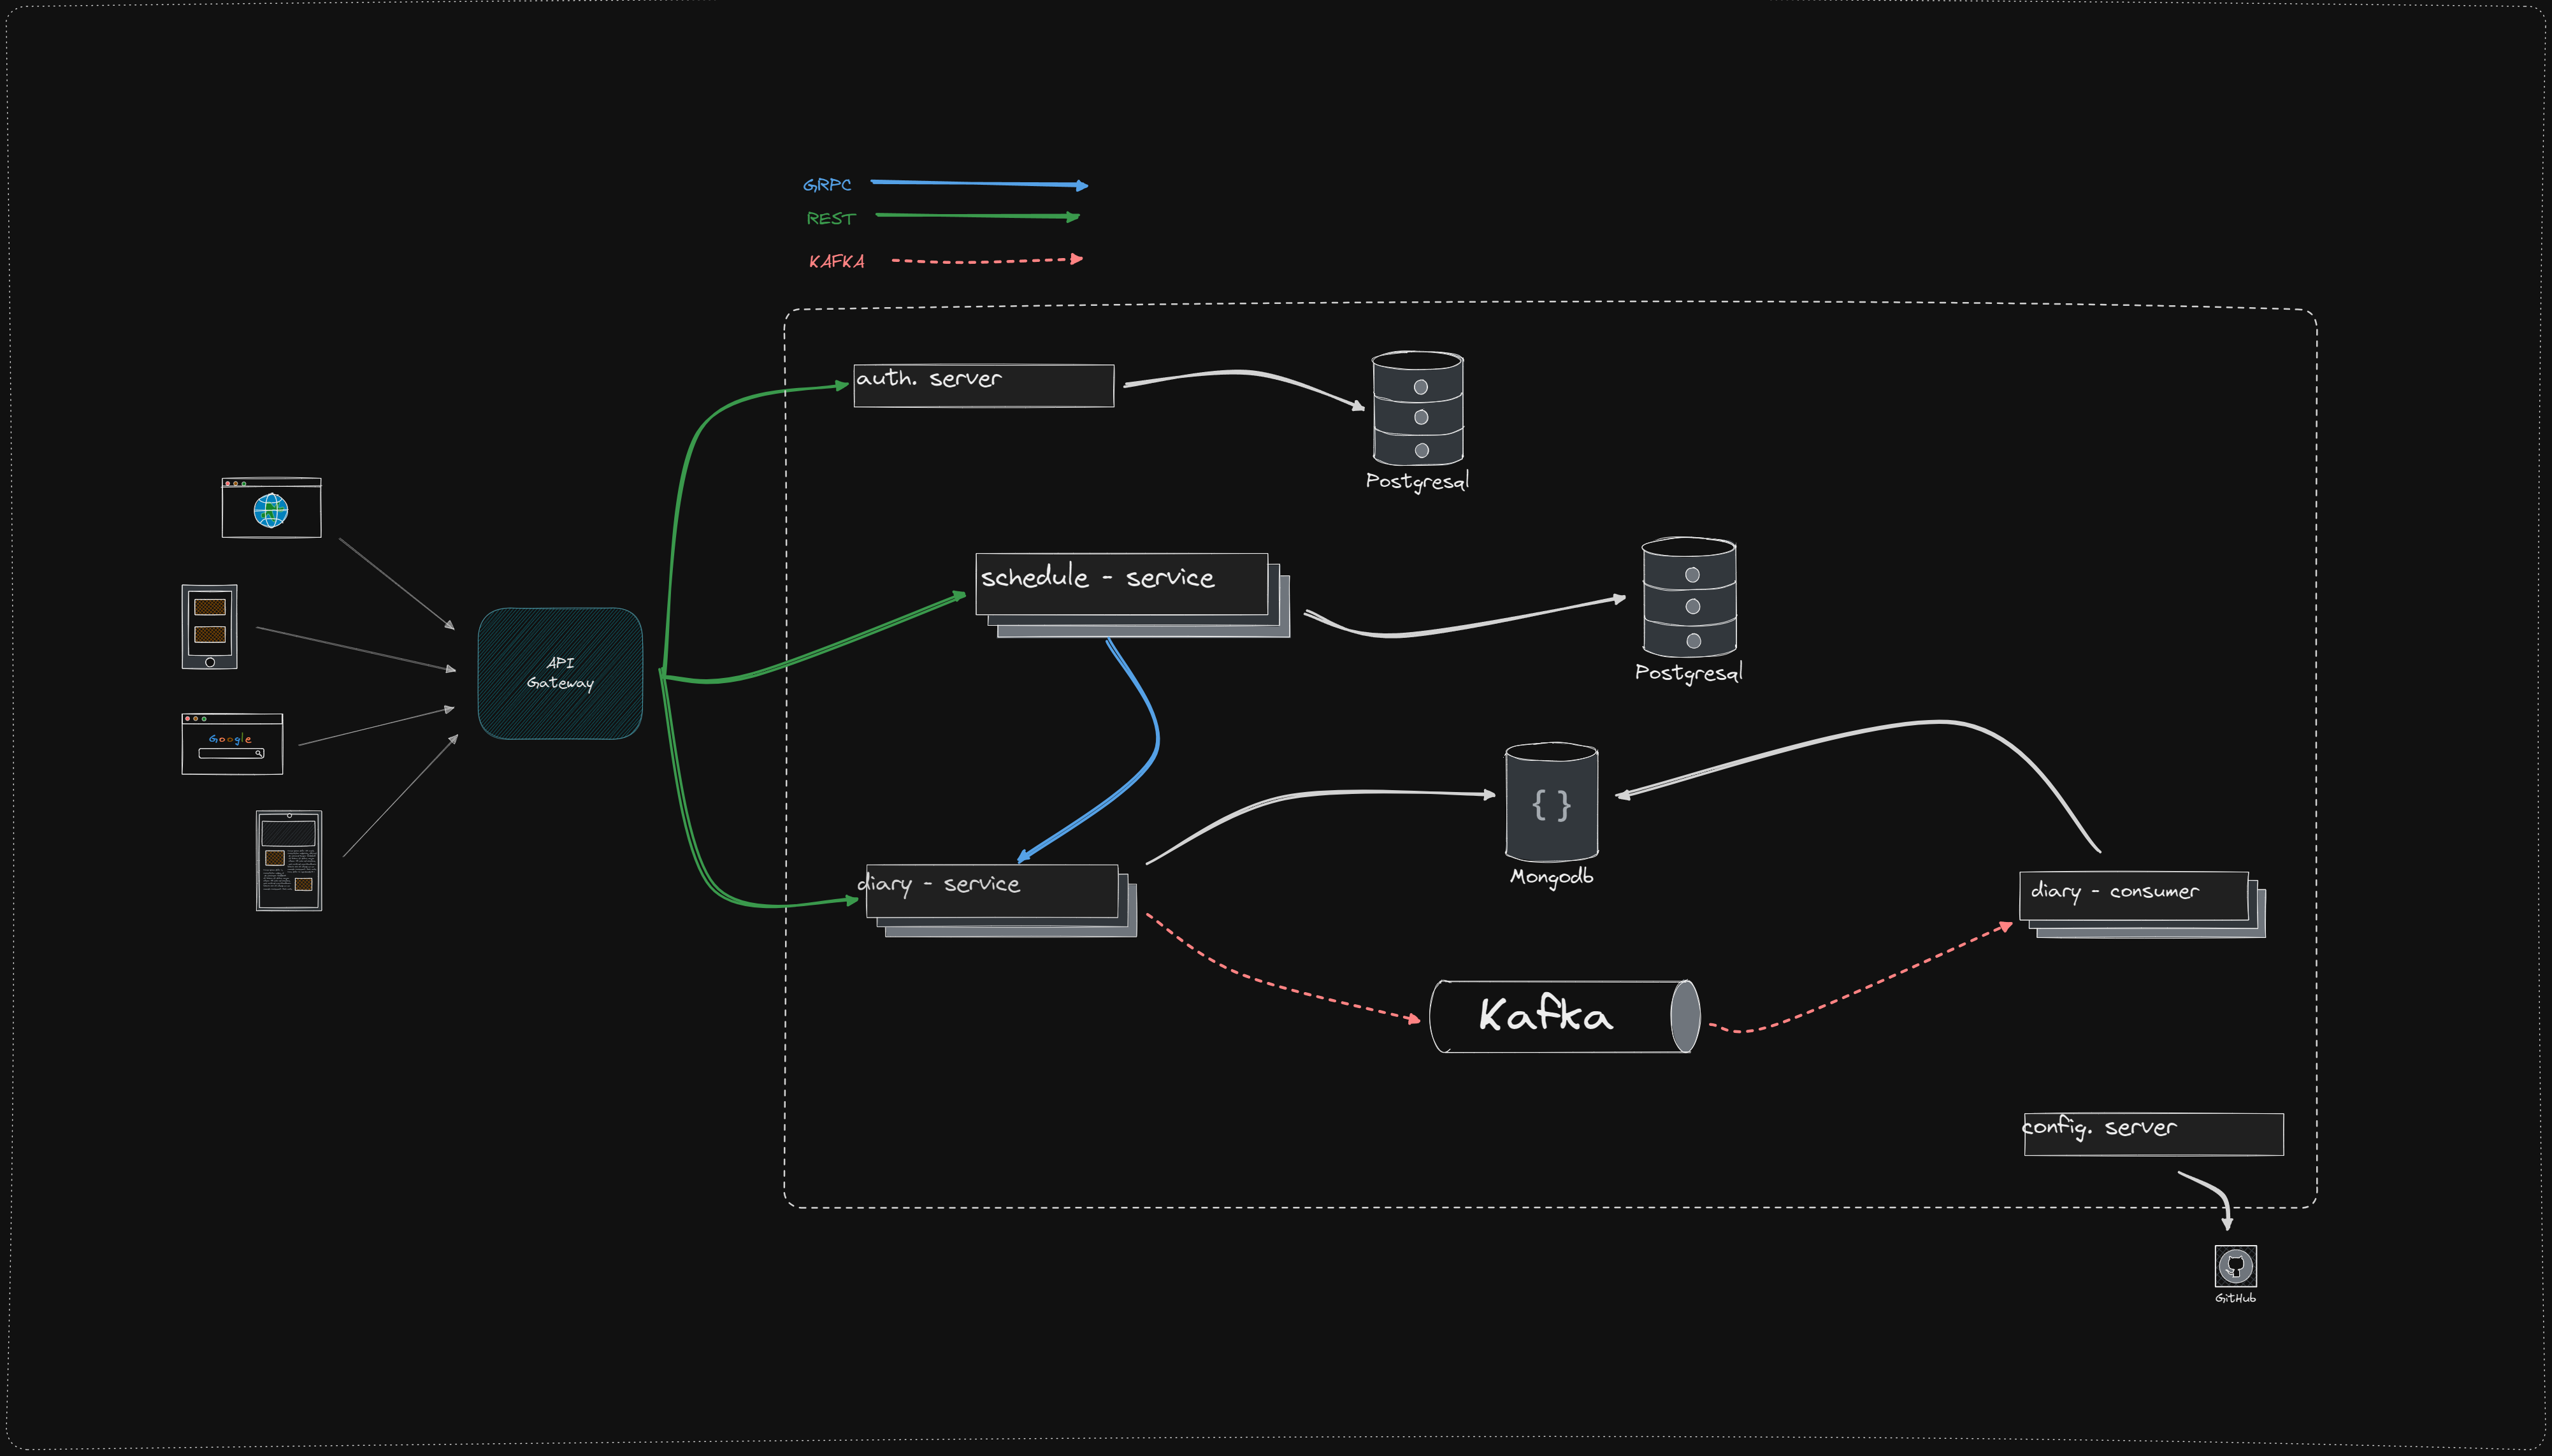 GRPC
REST
KAFKA
auth. server
Postgresql
schedule - service
Postgresql
API
Gateway
Google
{ }
Mongodb
diary - service
diary - consumer
Kafka
config. server
GitHub